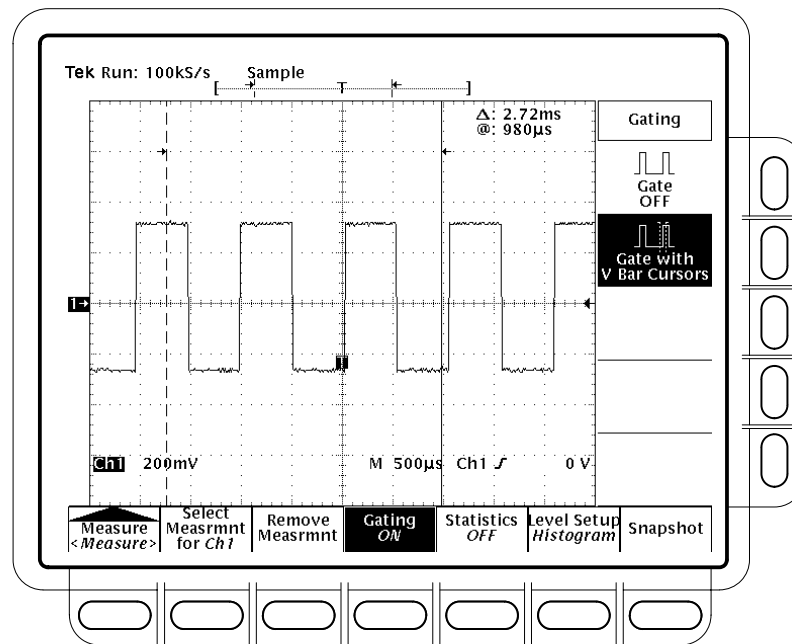 Tek Run: 100kS/s Sample
[ T ]
Δ: 2.72ms
@: 980µs
Gating
Gate
OFF
Gate with
V Bar Cursors
1→
T
Ch1 200mV M 500µs Ch1 0 V
Measure
<Measure>
Select
Measrmnt
for Ch1
Remove
Measrmnt
Gating
ON
Statistics
OFF
Level Setup
Histogram
Snapshot